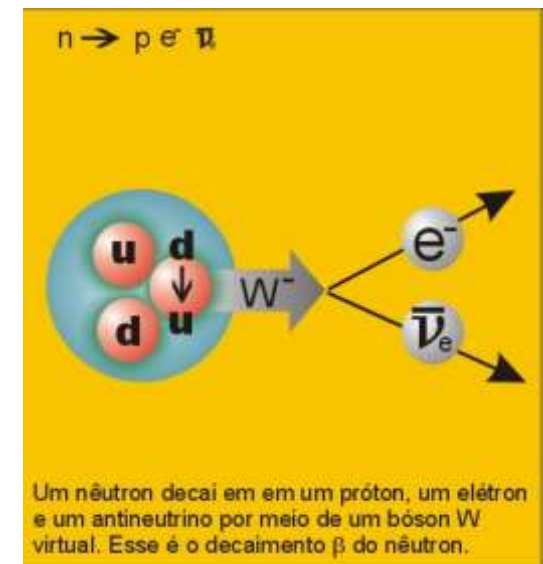 n → p e⁻ ν̅ₑ
u d
↓
d u
W⁻
e⁻
ν̅ₑ
Um nêutron decai em em um próton, um elétron
e um antineutrino por meio de um bóson W
virtual. Esse é o decaimento β do nêutron.